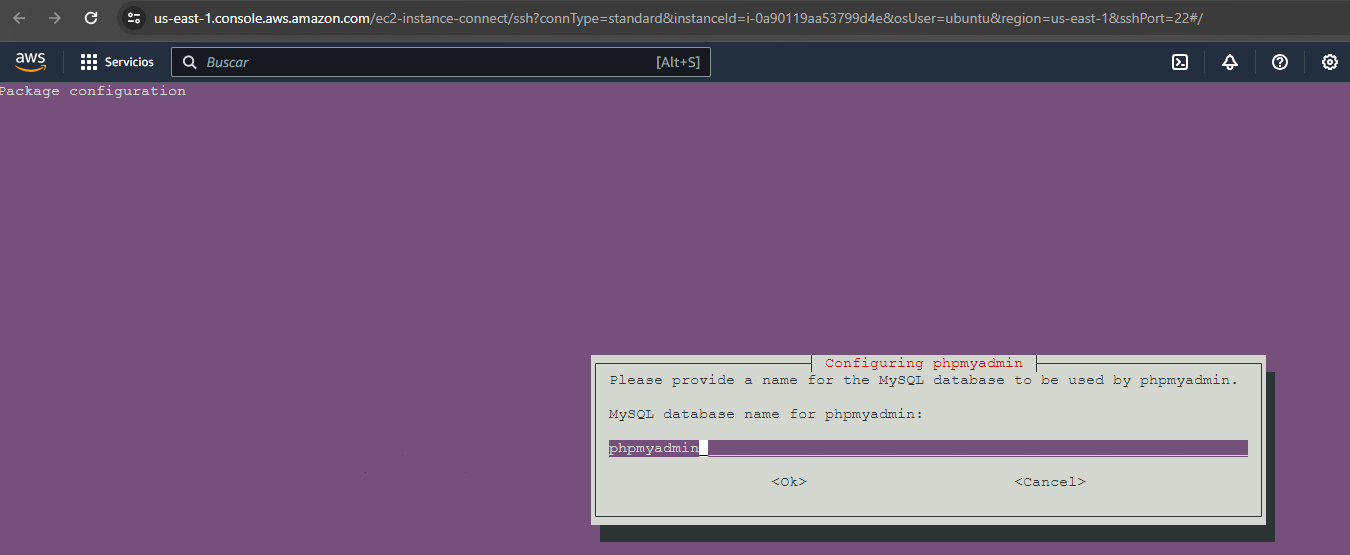 us-east-1.console.aws.amazon.com/ec2-instance-connect/ssh?connType=standard&instanceId=i-0a90119aa53799d4e&osUser=ubuntu&region=us-east-1&sshPort=22#/
aws Servicios Buscar [Alt+S]
Package configuration
Configuring phpmyadmin
Please provide a name for the MySQL database to be used by phpmyadmin.
MySQL database name for phpmyadmin:
phpmyadmin
<Ok> <Cancel>